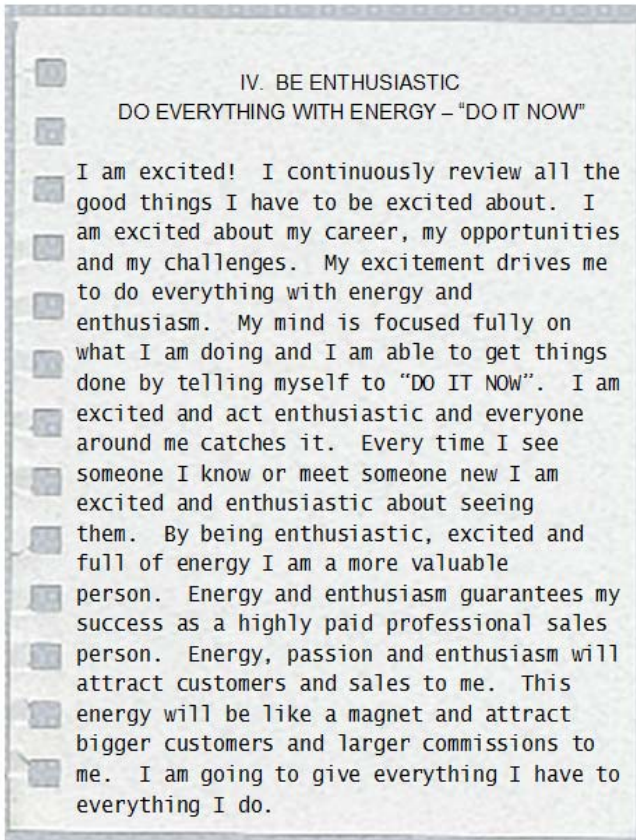 IV.  BE ENTHUSIASTIC
DO EVERYTHING WITH ENERGY – “DO IT NOW”
I am excited!  I continuously review all the
good things I have to be excited about.  I
am excited about my career, my opportunities
and my challenges.  My excitement drives me
to do everything with energy and
enthusiasm.  My mind is focused fully on
what I am doing and I am able to get things
done by telling myself to “DO IT NOW”.  I am
excited and act enthusiastic and everyone
around me catches it.  Every time I see
someone I know or meet someone new I am
excited and enthusiastic about seeing
them.  By being enthusiastic, excited and
full of energy I am a more valuable
person.  Energy and enthusiasm guarantees my
success as a highly paid professional sales
person.  Energy, passion and enthusiasm will
attract customers and sales to me.  This
energy will be like a magnet and attract
bigger customers and larger commissions to
me.  I am going to give everything I have to
everything I do.